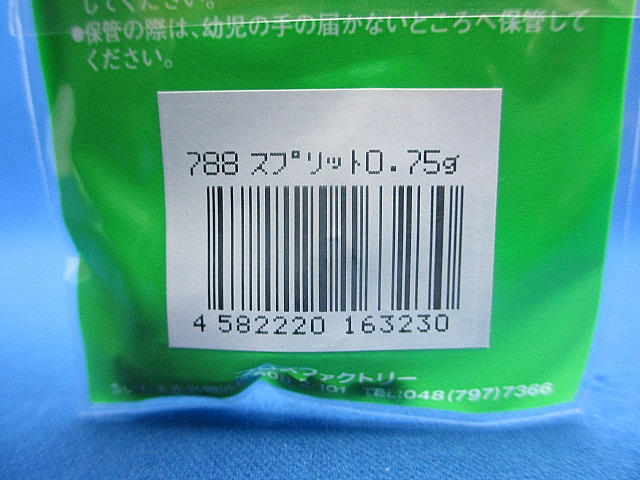 してください。
●保管の際は、幼児の手の届かないところへ保管して
ください。
788 スプリット0.75g
4 582220 163230
ファクトリー
101 TEL:048(797)7366